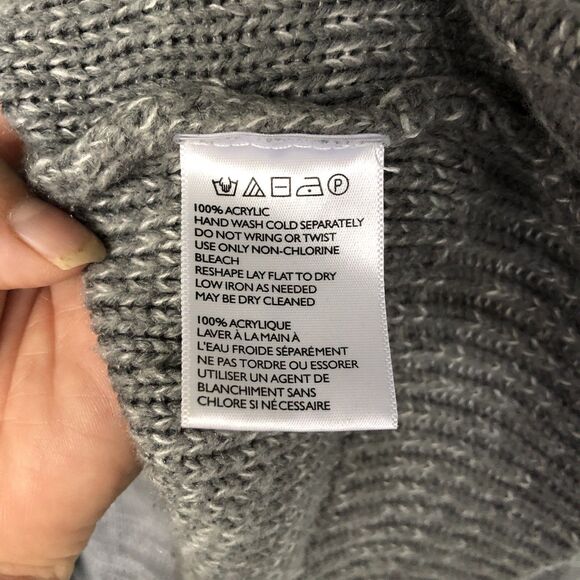 P
100% ACRYLIC
HAND WASH COLD SEPARATELY
DO NOT WRING OR TWIST
USE ONLY NON-CHLORINE
BLEACH
RESHAPE LAY FLAT TO DRY
LOW IRON AS NEEDED
MAY BE DRY CLEANED
100% ACRYLIQUE
LAVER À LA MAIN À
L'EAU FROIDE SÉPARÉMENT
NE PAS TORDRE OU ESSORER
UTILISER UN AGENT DE
BLANCHIMENT SANS
CHLORE SI NÉCESSAIRE